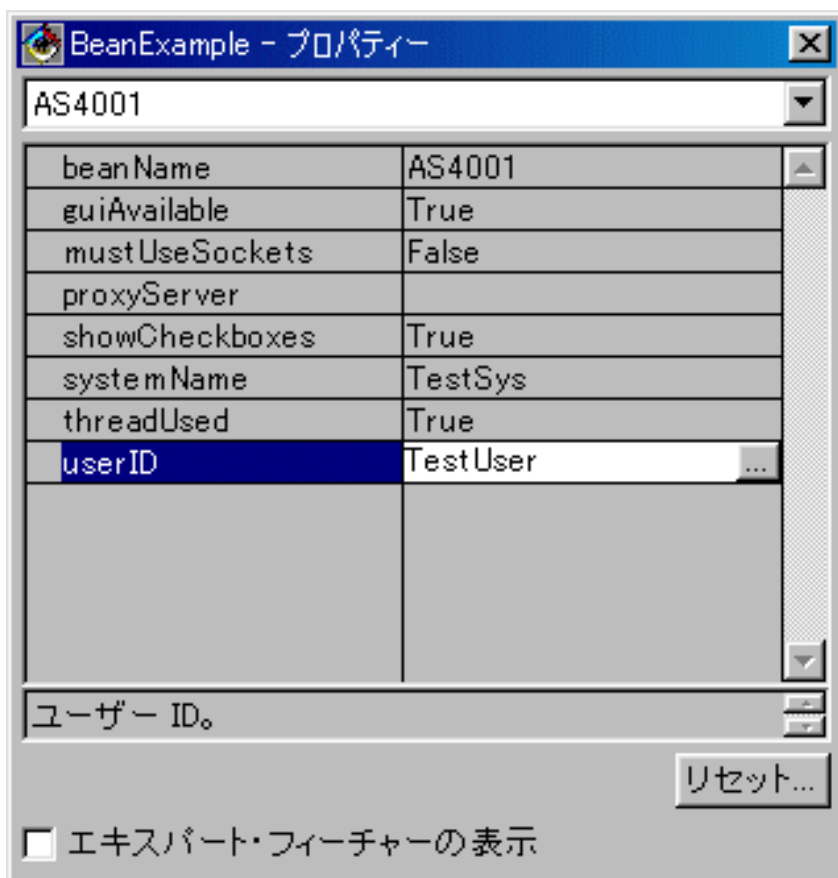 BeanExample - プロパティー
AS4001
beanName AS4001
guiAvailable True
mustUseSockets False
proxyServer
showCheckboxes True
systemName TestSys
threadUsed True
userID TestUser ...
ユーザー ID。
リセット...
エキスパート・フィーチャーの表示